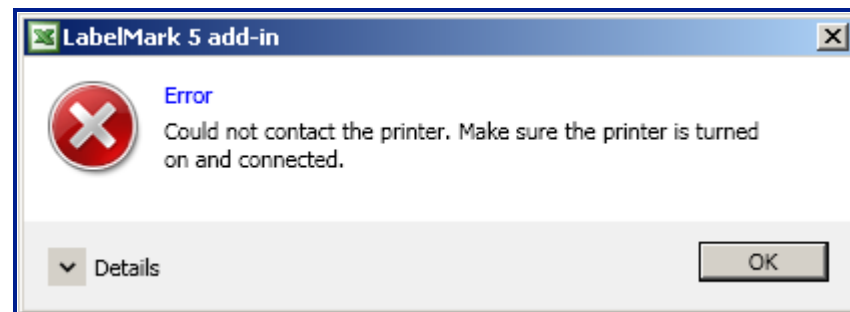 LabelMark 5 add-in
Error
Could not contact the printer. Make sure the printer is turned
on and connected.
Details
OK